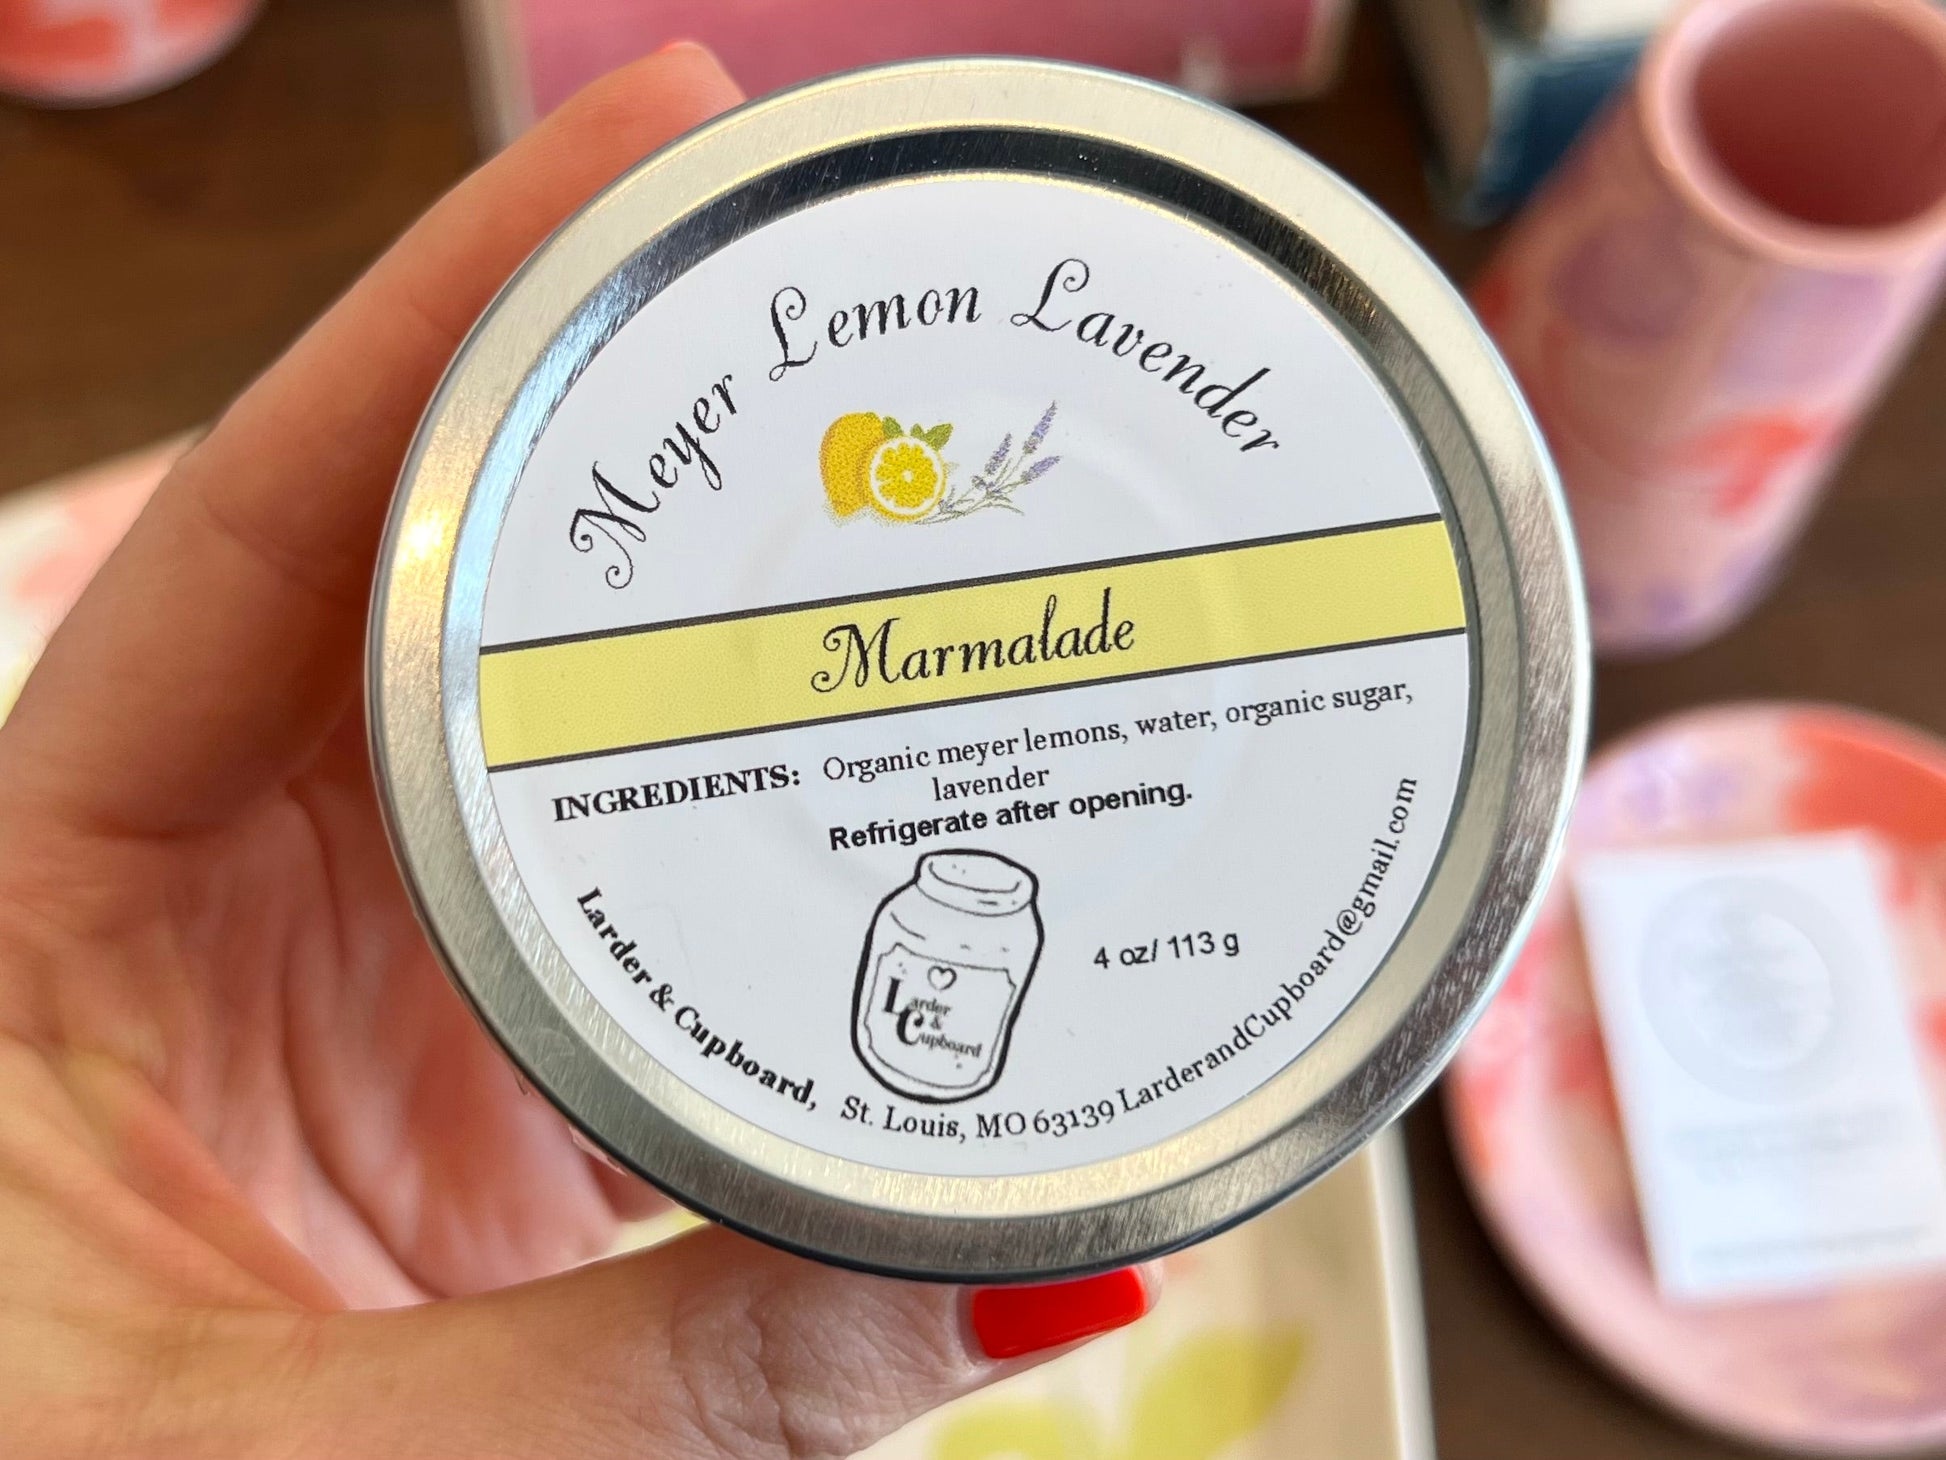 Meyer Lemon Lavender
Marmalade
INGREDIENTS: Organic meyer lemons, water, organic sugar,
lavender
Refrigerate after opening.
Larder
&
Cupboard
4 oz/ 113 g
Larder & Cupboard, St. Louis, MO 63139 LarderandCupboard@gmail.com